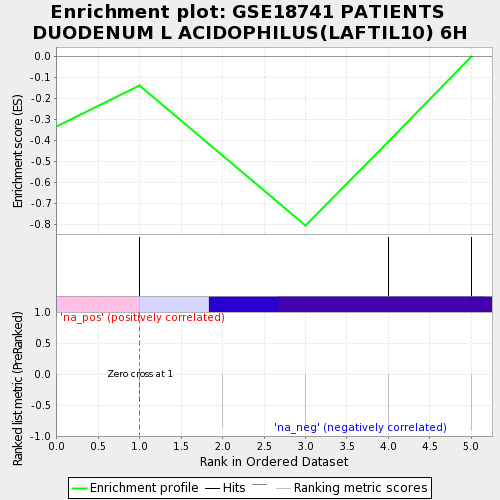 Enrichment plot: GSE18741 PATIENTS
DUODENUM L ACIDOPHILUS(LAFTIL10) 6H
Enrichment score (ES)
0.0
-0.1
-0.2
-0.3
-0.4
-0.5
-0.6
-0.7
-0.8
Ranked list metric (PreRanked)
1.0
0.5
0.0
-0.5
-1.0
'na_pos' (positively correlated)
Zero cross at 1
'na_neg' (negatively correlated)
0.0 0.5 1.0 1.5 2.0 2.5 3.0 3.5 4.0 4.5 5.0
Rank in Ordered Dataset
Enrichment profile Hits Ranking metric scores